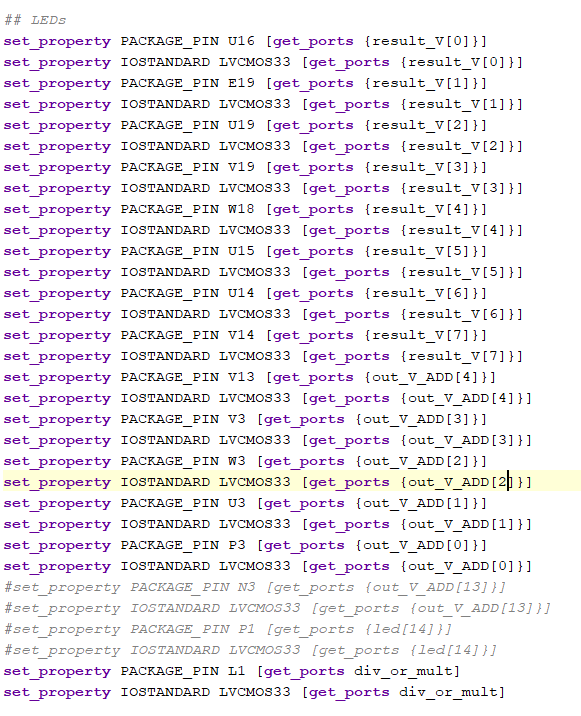 ## LEDs
set_property PACKAGE_PIN U16 [get_ports {result_V[0]}]
set_property IOSTANDARD LVCMOS33 [get_ports {result_V[0]}]
set_property PACKAGE_PIN E19 [get_ports {result_V[1]}]
set_property IOSTANDARD LVCMOS33 [get_ports {result_V[1]}]
set_property PACKAGE_PIN U19 [get_ports {result_V[2]}]
set_property IOSTANDARD LVCMOS33 [get_ports {result_V[2]}]
set_property PACKAGE_PIN V19 [get_ports {result_V[3]}]
set_property IOSTANDARD LVCMOS33 [get_ports {result_V[3]}]
set_property PACKAGE_PIN W18 [get_ports {result_V[4]}]
set_property IOSTANDARD LVCMOS33 [get_ports {result_V[4]}]
set_property PACKAGE_PIN U15 [get_ports {result_V[5]}]
set_property IOSTANDARD LVCMOS33 [get_ports {result_V[5]}]
set_property PACKAGE_PIN U14 [get_ports {result_V[6]}]
set_property IOSTANDARD LVCMOS33 [get_ports {result_V[6]}]
set_property PACKAGE_PIN V14 [get_ports {result_V[7]}]
set_property IOSTANDARD LVCMOS33 [get_ports {result_V[7]}]
set_property PACKAGE_PIN V13 [get_ports {out_V_ADD[4]}]
set_property IOSTANDARD LVCMOS33 [get_ports {out_V_ADD[4]}]
set_property PACKAGE_PIN V3 [get_ports {out_V_ADD[3]}]
set_property IOSTANDARD LVCMOS33 [get_ports {out_V_ADD[3]}]
set_property PACKAGE_PIN W3 [get_ports {out_V_ADD[2]}]
set_property IOSTANDARD LVCMOS33 [get_ports {out_V_ADD[2]}]
set_property PACKAGE_PIN U3 [get_ports {out_V_ADD[1]}]
set_property IOSTANDARD LVCMOS33 [get_ports {out_V_ADD[1]}]
set_property PACKAGE_PIN P3 [get_ports {out_V_ADD[0]}]
set_property IOSTANDARD LVCMOS33 [get_ports {out_V_ADD[0]}]
#set_property PACKAGE_PIN N3 [get_ports {out_V_ADD[13]}]
#set_property IOSTANDARD LVCMOS33 [get_ports {out_V_ADD[13]}]
#set_property PACKAGE_PIN P1 [get_ports {led[14]}]
#set_property IOSTANDARD LVCMOS33 [get_ports {led[14]}]
set_property PACKAGE_PIN L1 [get_ports div_or_mult]
set_property IOSTANDARD LVCMOS33 [get_ports div_or_mult]